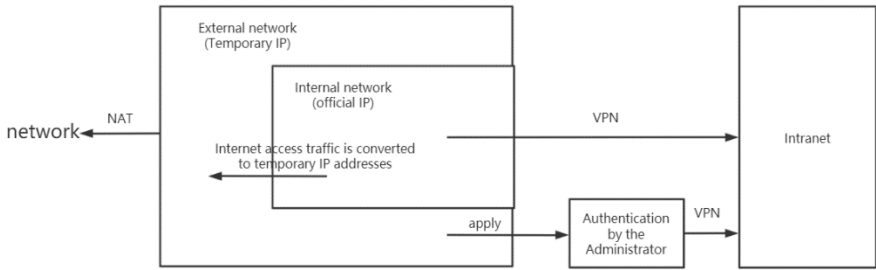 External network
(Temporary IP)
Internal network
(official IP)
NAT
network
VPN
Intranet
Internet access traffic is converted
to temporary IP addresses
apply
Authentication
by the
Administrator
VPN